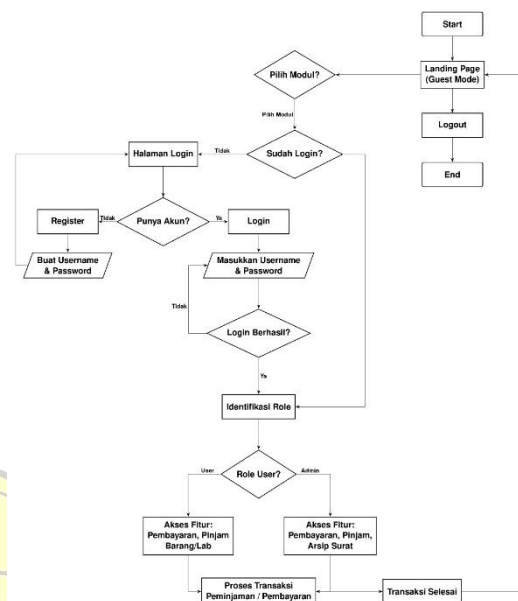 Start
Landing Page
(Guest Mode)
Pilih Modul?
Pilih Modul
Logout
Sudah Login?
Tidak
Halaman Login
End
Punya Akun?
Tidak
Register
Ya
Login
Buat Username
& Password
Masukkan Username
& Password
Tidak
Login Berhasil?
Ya
Identifikasi Role
Role User?
User
Admin
Akses Fitur:
Pembayaran, Pinjam
Barang/Lab
Akses Fitur:
Pembayaran, Pinjam,
Arsip Surat
Proses Transaksi
Peminjaman / Pembayaran
Transaksi Selesai